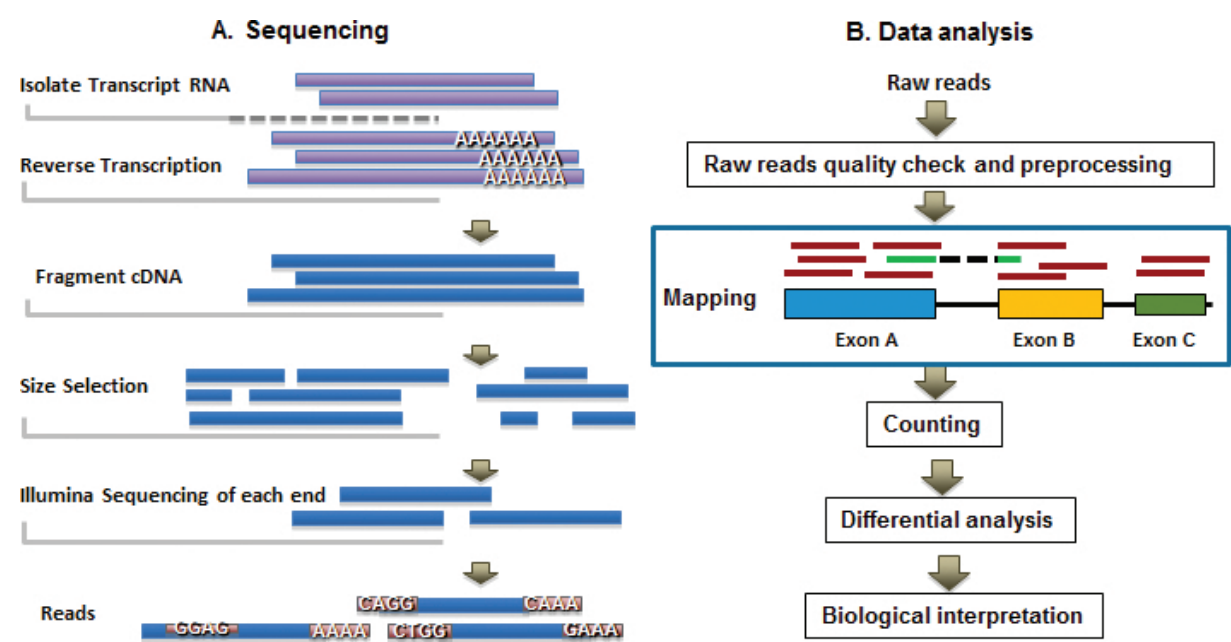 A. Sequencing
Isolate Transcript RNA
AAAAAA
Reverse Transcription
AAAAAA
AAAAAA
Fragment cDNA
Size Selection
Illumina Sequencing of each end
Reads
CAGG
CAAA
GGAG
AAAA
CTGG
GAAA
B. Data analysis
Raw reads
Raw reads quality check and preprocessing
Mapping
Exon A
Exon B
Exon C
Counting
Differential analysis
Biological interpretation